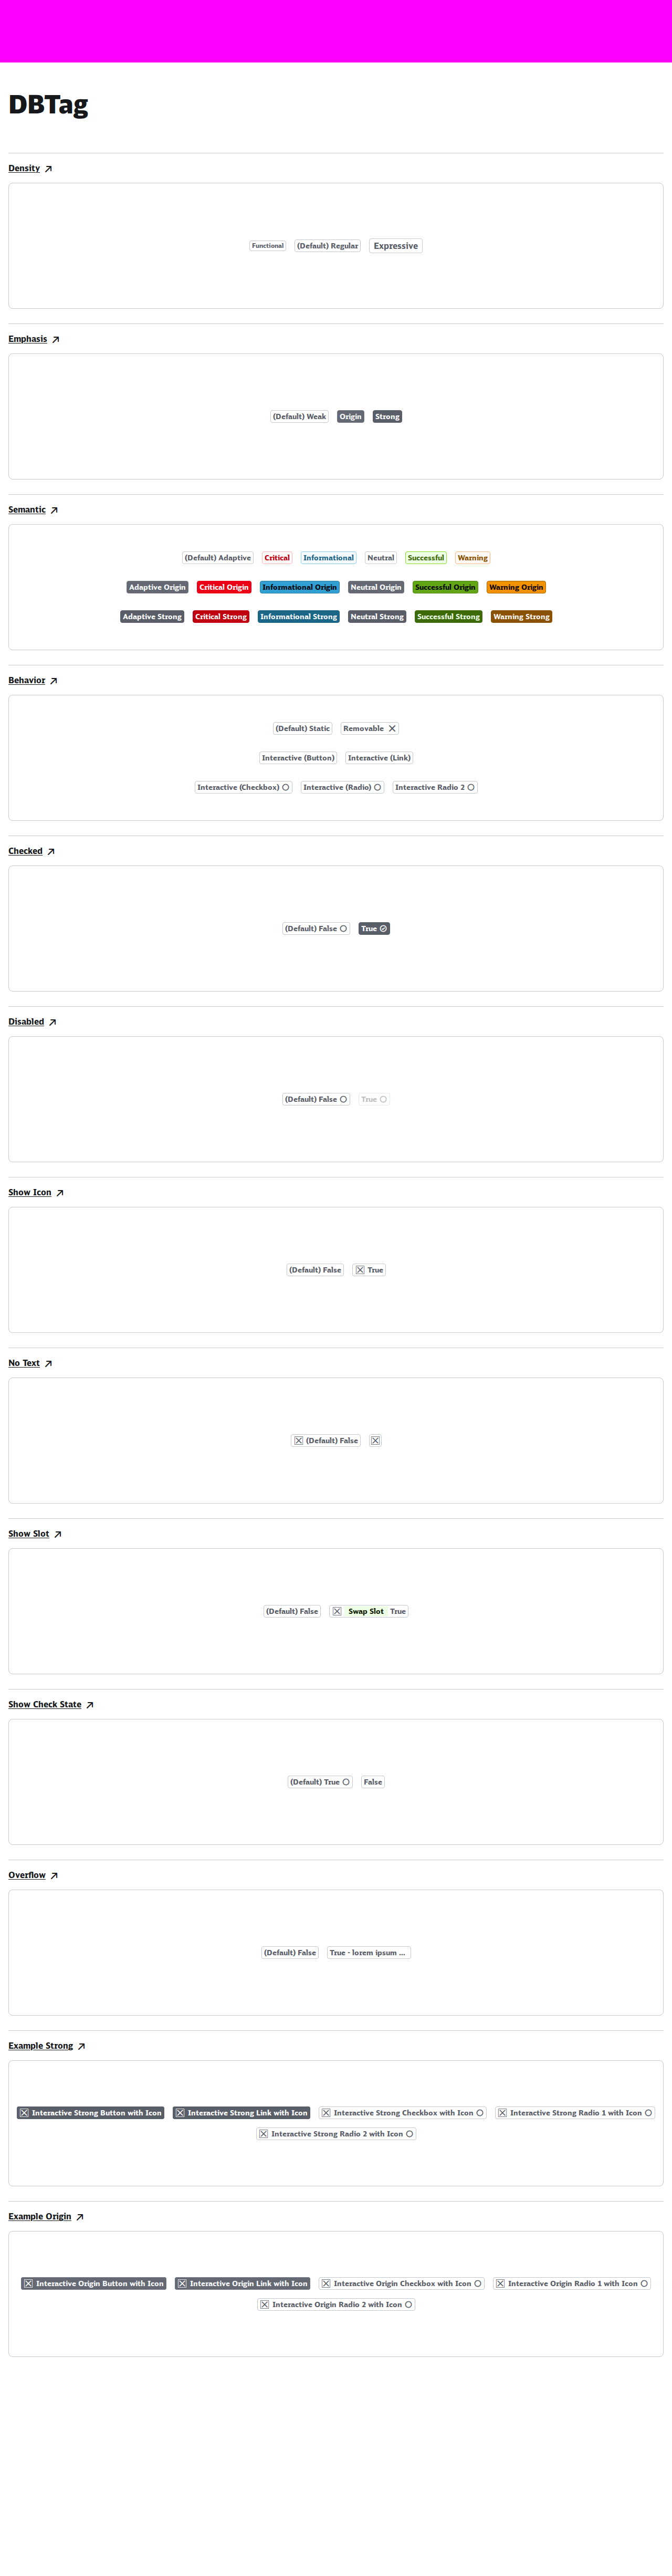 DBTag
Density
Functional (Default) Regular Expressive
Emphasis
(Default) Weak Origin Strong
Semantic
(Default) Adaptive Critical Informational Neutral Successful Warning
Adaptive Origin Critical Origin Informational Origin Neutral Origin Successful Origin Warning Origin
Adaptive Strong Critical Strong Informational Strong Neutral Strong Successful Strong Warning Strong
Behavior
(Default) Static Removable
Interactive (Button) Interactive (Link)
Interactive (Checkbox) Interactive (Radio) Interactive Radio 2
Checked
(Default) False True
Disabled
(Default) False True
Show Icon
(Default) False True
No Text
(Default) False
Show Slot
(Default) False Swap Slot True
Show Check State
(Default) True False
Overflow
(Default) False True - lorem ipsum ...
Example Strong
Interactive Strong Button with Icon Interactive Strong Link with Icon Interactive Strong Checkbox with Icon Interactive Strong Radio 1 with Icon
Interactive Strong Radio 2 with Icon
Example Origin
Interactive Origin Button with Icon Interactive Origin Link with Icon Interactive Origin Checkbox with Icon Interactive Origin Radio 1 with Icon
Interactive Origin Radio 2 with Icon